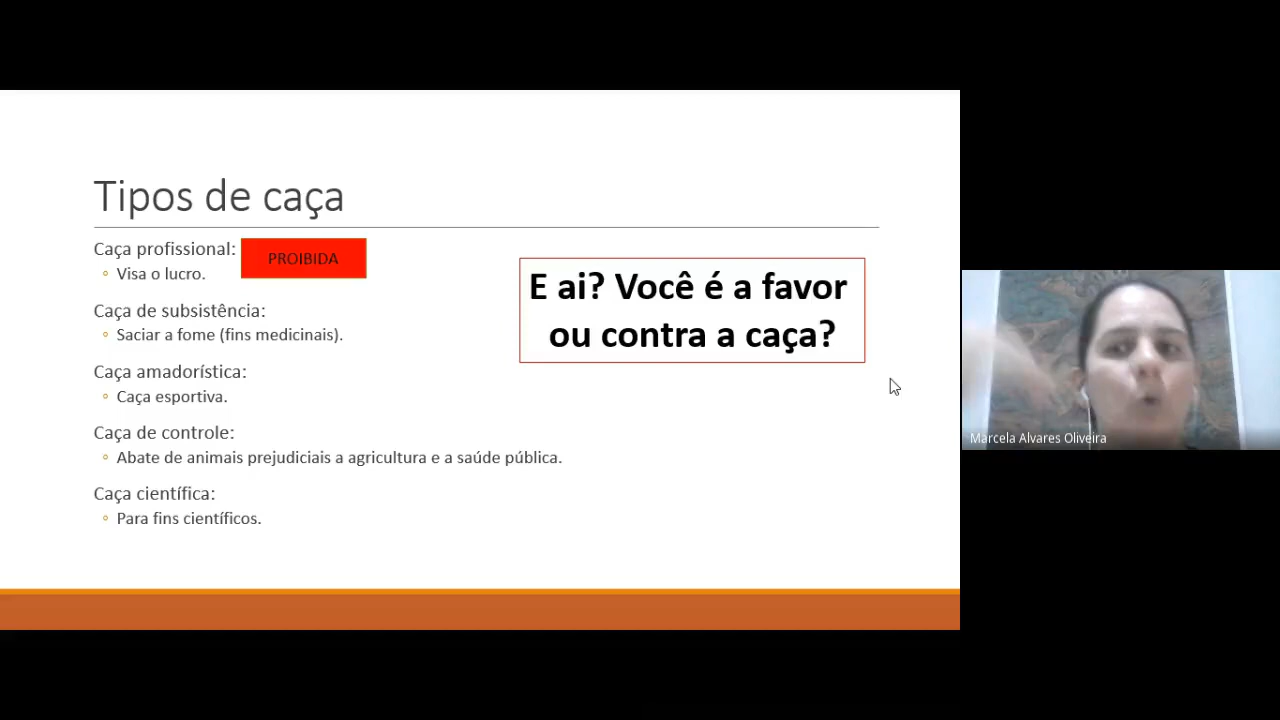 Tipos de caça
Caça profissional:
PROIBIDA
Visa o lucro.
Caça de subsistência:
Saciar a fome (fins medicinais).
Caça amadorística:
Caça esportiva.
Caça de controle:
Abate de animais prejudiciais a agricultura e a saúde pública.
Caça científica:
Para fins científicos.
E ai? Você é a favor
ou contra a caça?
Marcela Alvares Oliveira